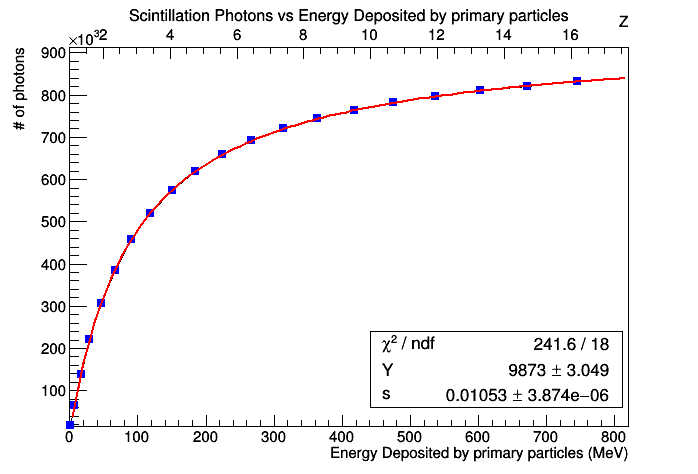 Scintillation Photons vs Energy Deposited by primary particles
Z
×10³ 2 4 6 8 10 12 14 16
# of photons
900
800
700
600
500
400
300
200
100
χ² / ndf 241.6 / 18
Y 9873 ± 3.049
s 0.01053 ± 3.874e−06
0 100 200 300 400 500 600 700 800
Energy Deposited by primary particles (MeV)